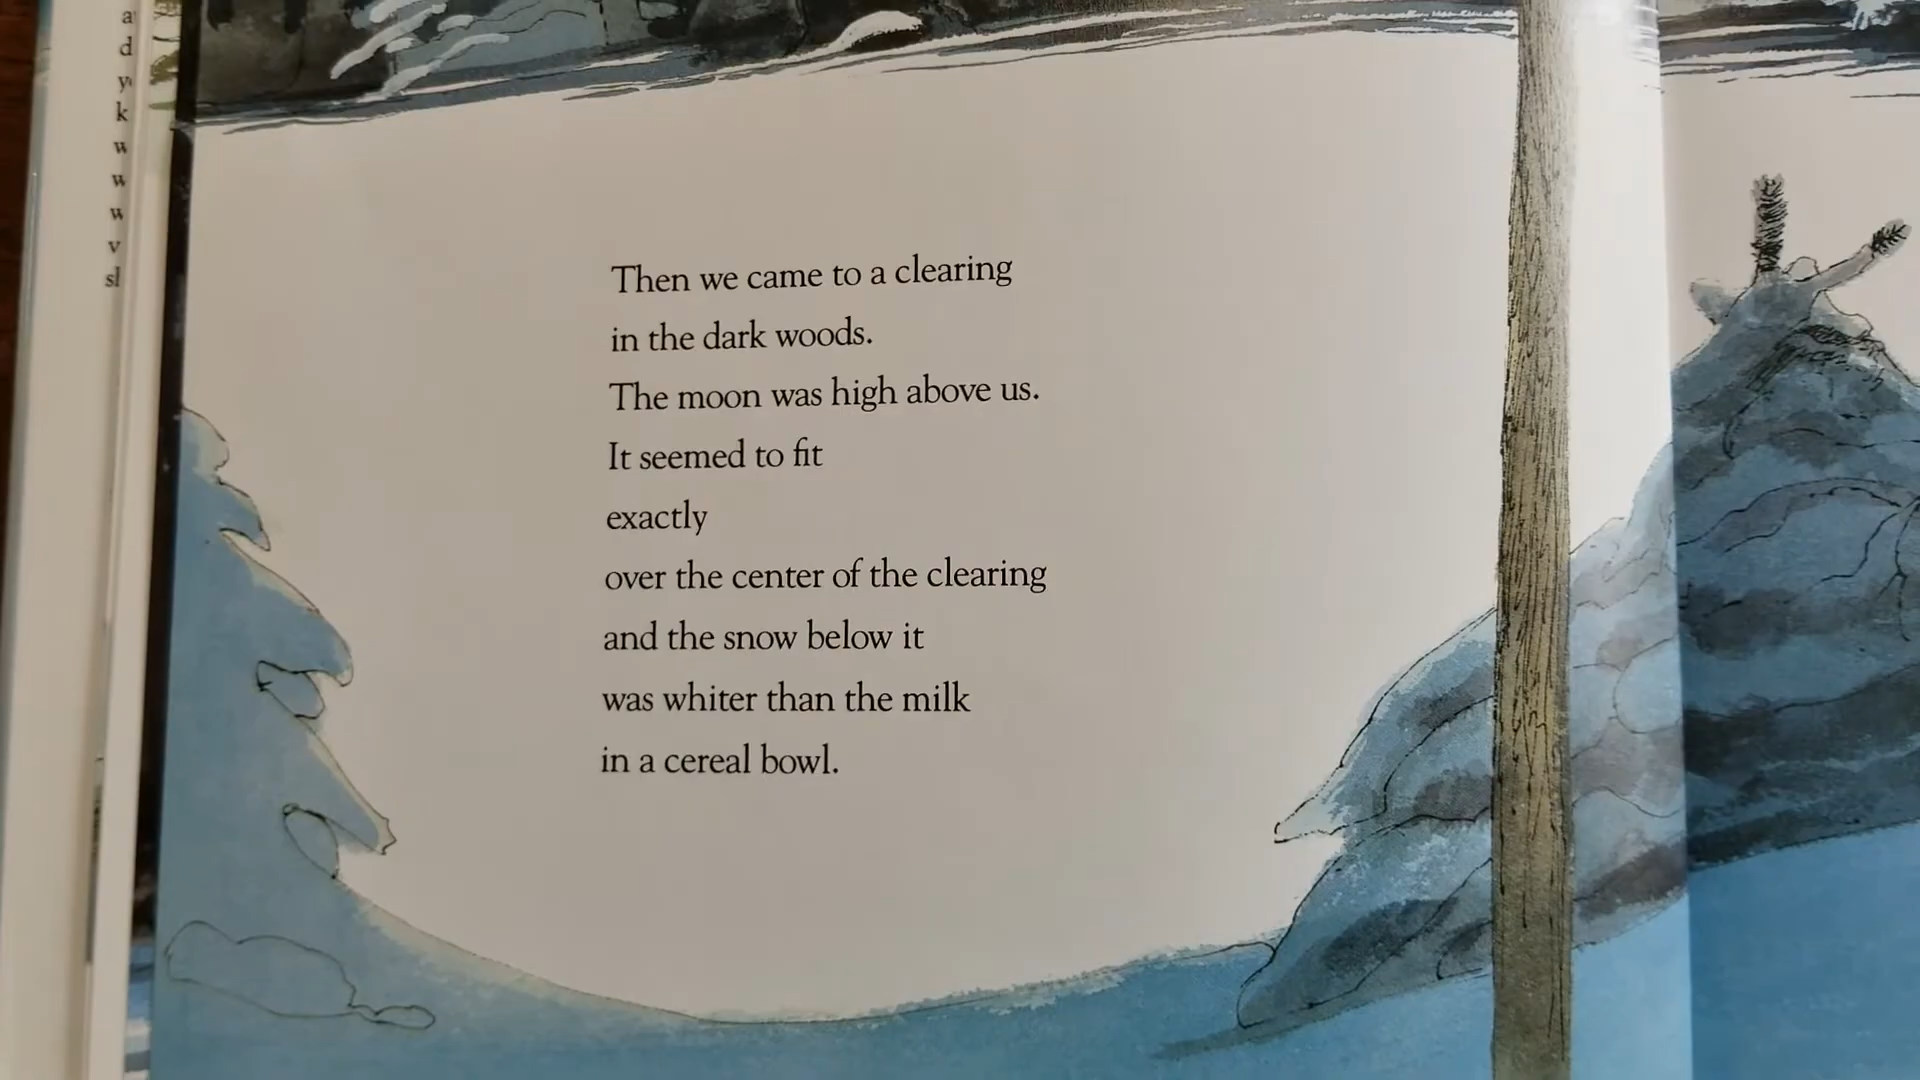 Then we came to a clearing
in the dark woods.
The moon was high above us.
It seemed to fit
exactly
over the center of the clearing
and the snow below it
was whiter than the milk
in a cereal bowl.